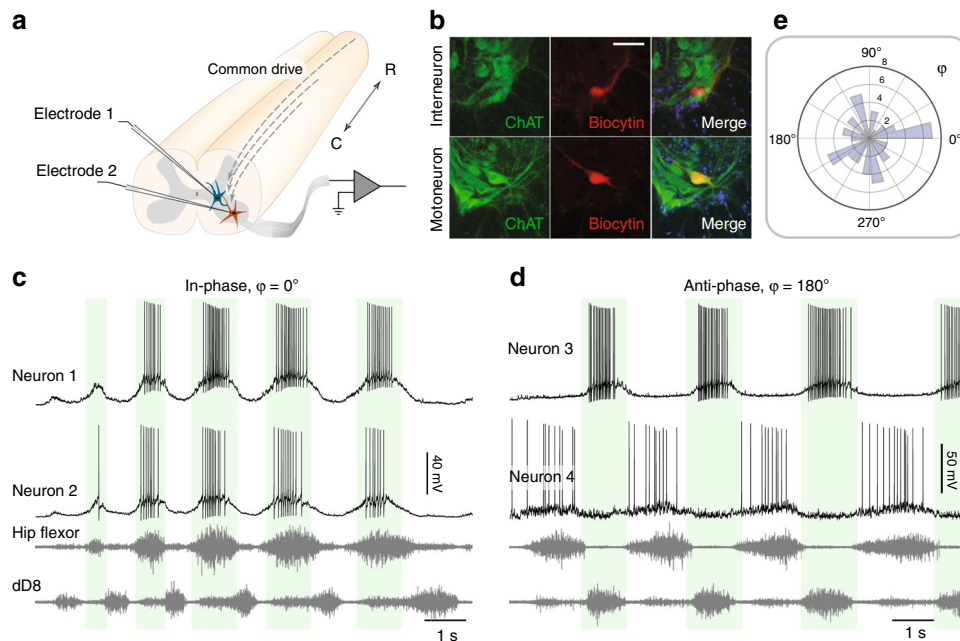 a
Common drive
R
C
Electrode 1
Electrode 2
b
Interneuron
ChAT
Biocytin
Merge
Motoneuron
ChAT
Biocytin
Merge
e
φ
90°
8
6
4
2
180°
0°
270°
c
In-phase, φ = 0°
Neuron 1
Neuron 2
40 mV
Hip flexor
dD8
1 s
d
Anti-phase, φ = 180°
Neuron 3
Neuron 4
50 mV
1 s